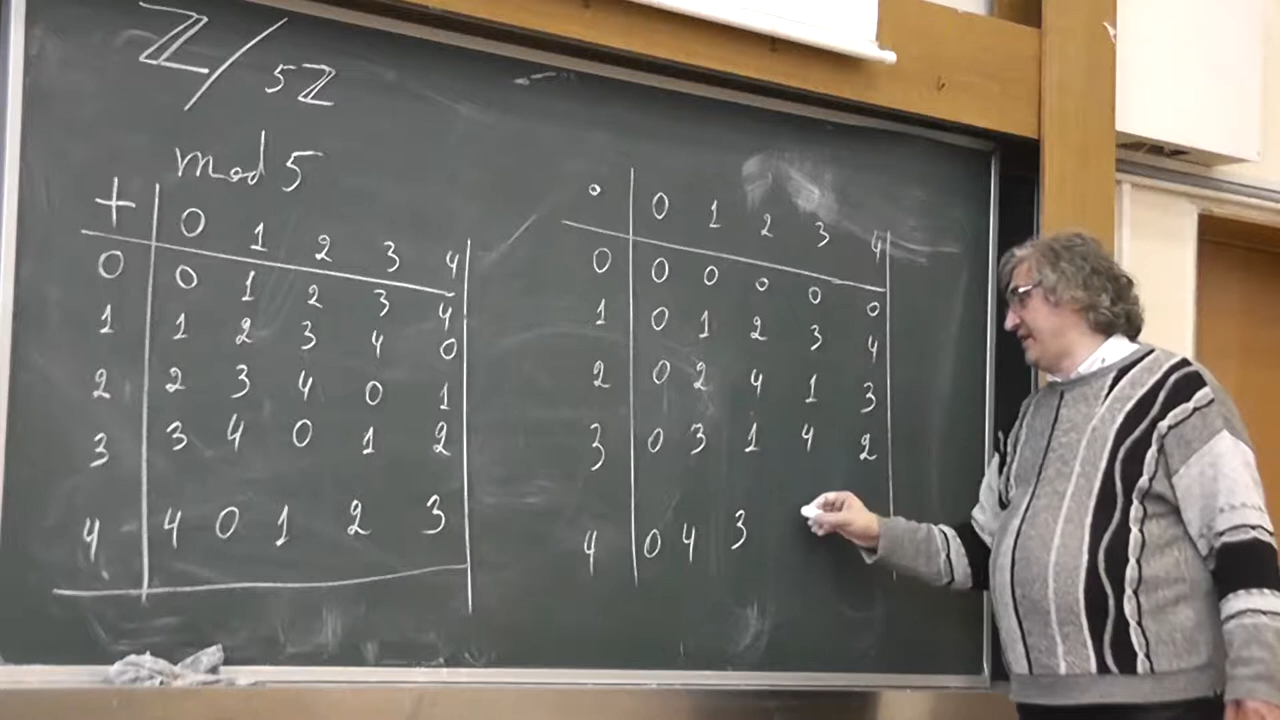 ℤ/5ℤ
mod 5
+ 0 1 2 3 4
0 0 1 2 3 4
1 1 2 3 4 0
2 2 3 4 0 1
3 3 4 0 1 2
4 4 0 1 2 3
∘ 0 1 2 3 4
0 0 0 0 0 0
1 0 1 2 3 4
2 0 2 4 1 3
3 0 3 1 4 2
4 0 4 3